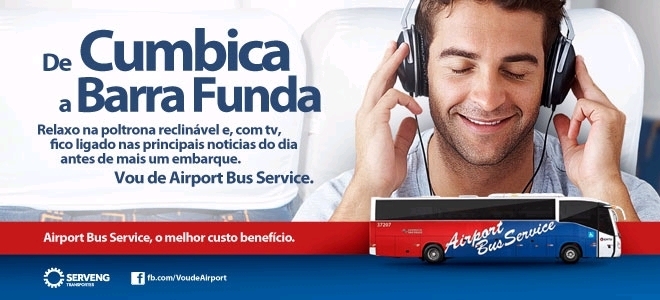 De Cumbica
a Barra Funda
Relaxo na poltrona reclinável e, com tv,
fico ligado nas principais noticias do dia
antes de mais um embarque.
Vou de Airport Bus Service.
Airport Bus Service, o melhor custo benefício.
37207
Airport
Bus Service
SERVENG
TRANSPORTES
fb.com/VoudeAirport